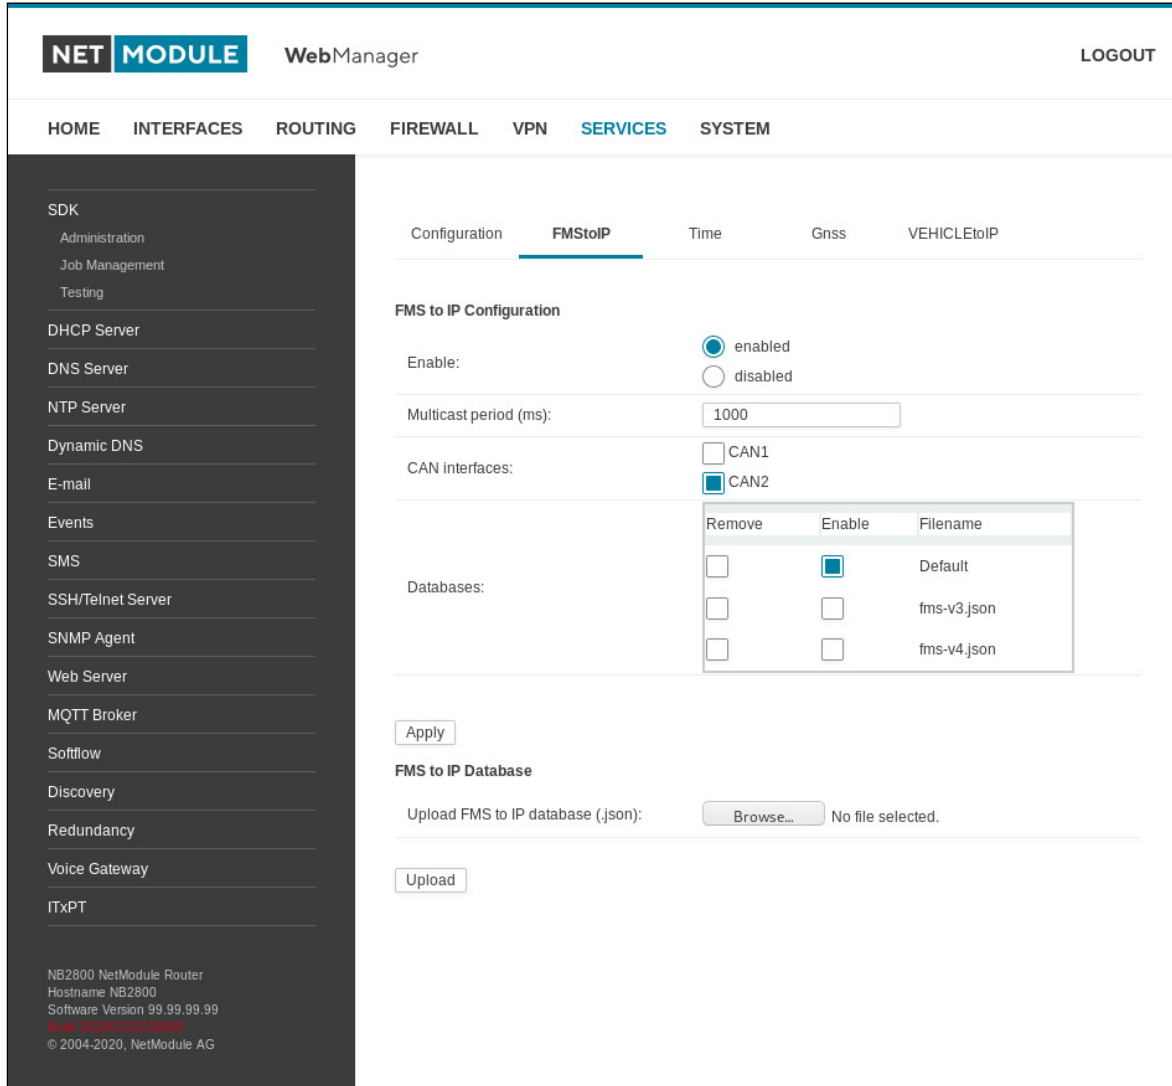 NET MODULE WebManager LOGOUT
HOME INTERFACES ROUTING FIREWALL VPN SERVICES SYSTEM
SDK
Administration
Job Management
Testing
DHCP Server
DNS Server
NTP Server
Dynamic DNS
E-mail
Events
SMS
SSH/Telnet Server
SNMP Agent
Web Server
MQTT Broker
Softflow
Discovery
Redundancy
Voice Gateway
ITxPT
NB2800 NetModule Router
Hostname NB2800
Software Version 99.99.99.99
Build
© 2004-2020, NetModule AG
Configuration FMStoIP Time Gnss VEHICLEtoIP
FMS to IP Configuration
Enable:
enabled
disabled
Multicast period (ms): 1000
CAN interfaces:
CAN1
CAN2
Databases:
Remove Enable Filename
Default
fms-v3.json
fms-v4.json
Apply
FMS to IP Database
Upload FMS to IP database (.json): Browse... No file selected.
Upload